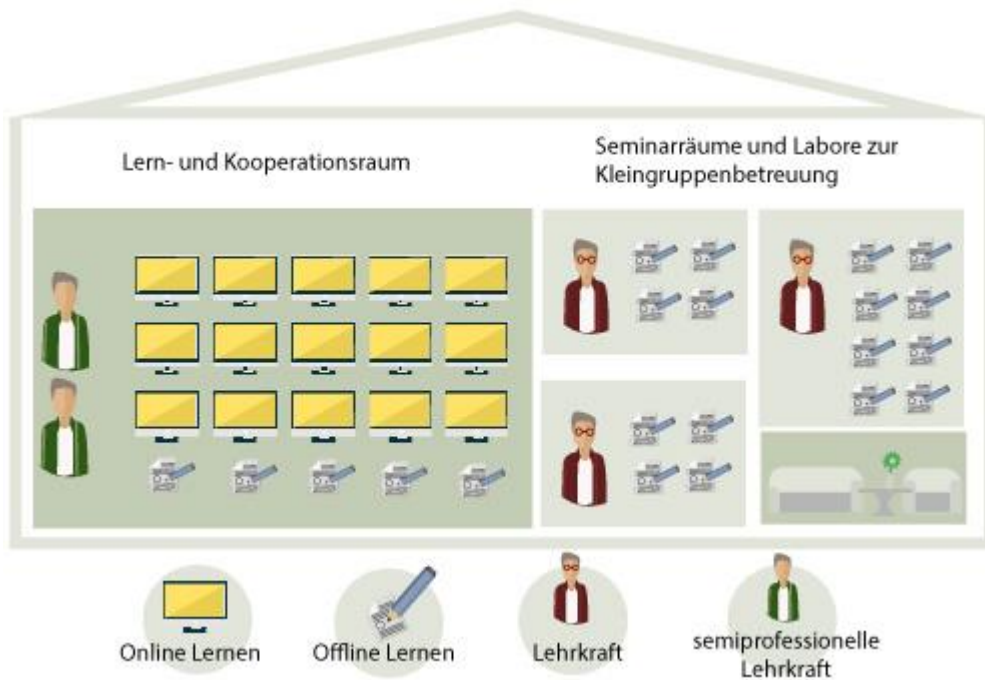 Lern- und Kooperationsraum
Seminarräume und Labore zur
Kleingruppenbetreuung
Online Lernen
Offline Lernen
Lehrkraft
semiprofessionelle
Lehrkraft